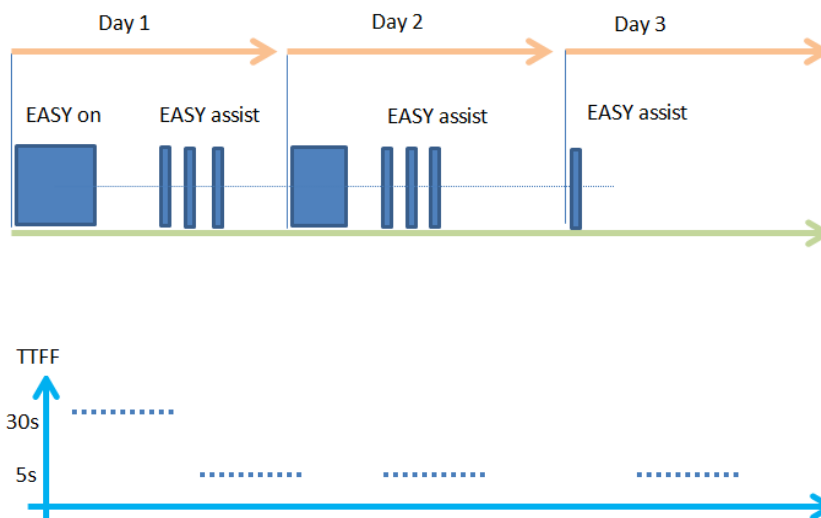 Day 1
Day 2
Day 3
EASY on
EASY assist
EASY assist
EASY assist
TTFF
30s
5s